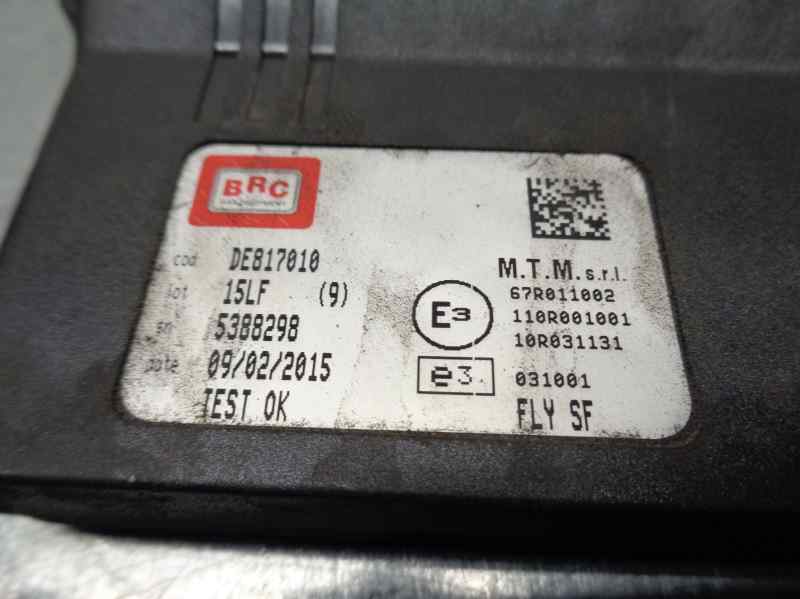 BRC
cod DE817010
lot 15LF (9)
sn 5388298
date 09/02/2015
TEST OK
M.T.M. s.r.l.
E3
67R011002
110R001001
10R031131
e3 031001
FLY SF